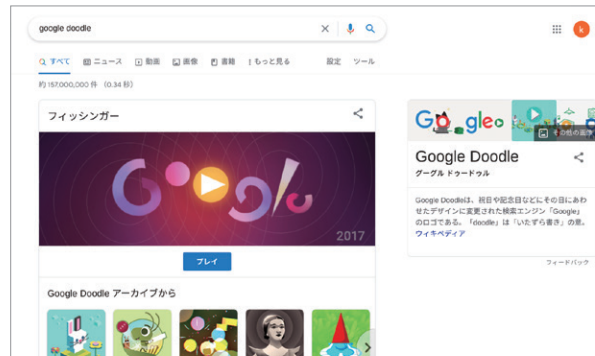 google doodle
すべて ニュース 動画 画像 書籍 もっと見る 設定 ツール
約 157,000,000 件 （0.34 秒）
フィッシンガー
Google
2017
プレイ
Google Doodle アーカイブから
k
その他の画像
Google Doodle
グーグル ドゥードゥル
Google Doodleは、祝日や記念日などにその日にあわ
せたデザインに変更された検索エンジン「Google」
のロゴである。「doodle」は「いたずら書き」の意。
ウィキペディア
フィードバック